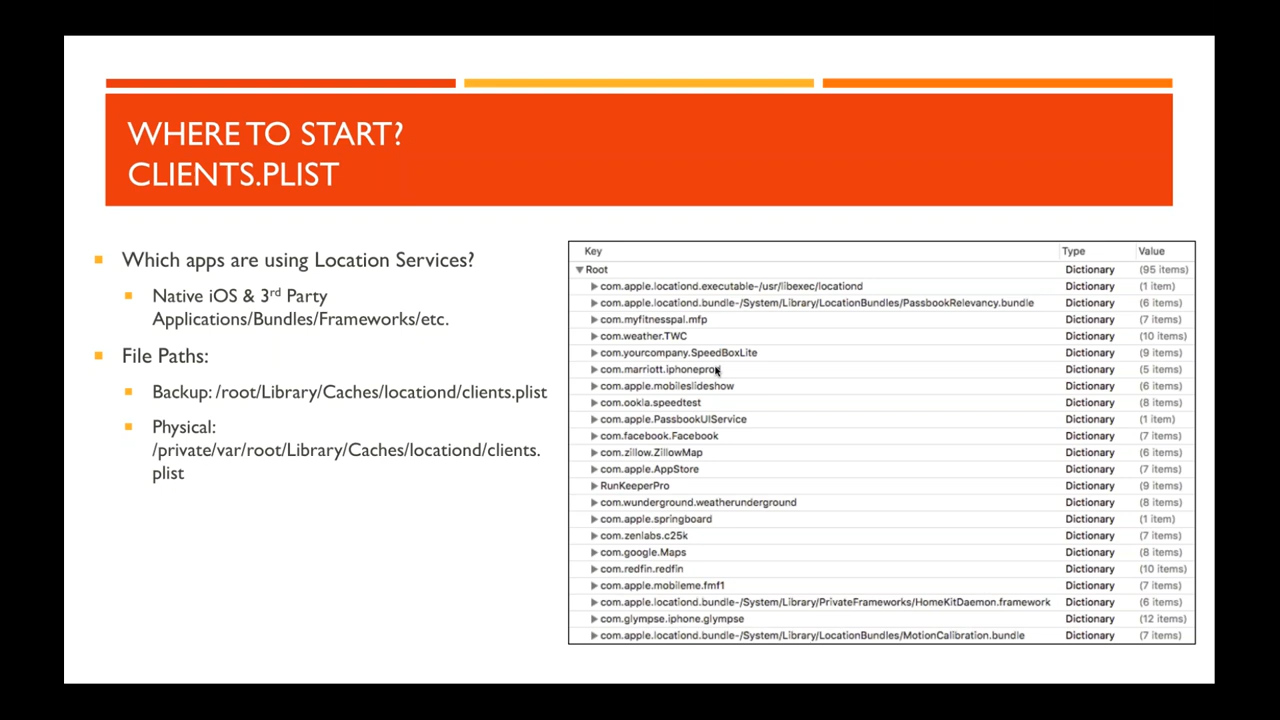 WHERE TO START?
CLIENTS.PLIST
Which apps are using Location Services?
Native iOS & 3rd Party
Applications/Bundles/Frameworks/etc.
File Paths:
Backup: /root/Library/Caches/locationd/clients.plist
Physical:
/private/var/root/Library/Caches/locationd/clients.
plist
Key Type Value
Root Dictionary (95 items)
com.apple.locationd.executable-/usr/libexec/locationd Dictionary (1 item)
com.apple.locationd.bundle-/System/Library/LocationBundles/PassbookRelevancy.bundle Dictionary (6 items)
com.myfitnesspal.mfp Dictionary (7 items)
com.weather.TWC Dictionary (10 items)
com.yourcompany.SpeedBoxLite Dictionary (9 items)
com.marriott.iphoneprod Dictionary (5 items)
com.apple.mobileslideshow Dictionary (6 items)
com.ookla.speedtest Dictionary (8 items)
com.apple.PassbookUIService Dictionary (1 item)
com.facebook.Facebook Dictionary (7 items)
com.zillow.ZillowMap Dictionary (6 items)
com.apple.AppStore Dictionary (7 items)
RunKeeperPro Dictionary (9 items)
com.wunderground.weatherunderground Dictionary (8 items)
com.apple.springboard Dictionary (1 item)
com.zenlabs.c25k Dictionary (7 items)
com.google.Maps Dictionary (8 items)
com.redfin.redfin Dictionary (10 items)
com.apple.mobileme.fmf1 Dictionary (7 items)
com.apple.locationd.bundle-/System/Library/PrivateFrameworks/HomeKitDaemon.framework Dictionary (6 items)
com.glympse.iphone.glympse Dictionary (12 items)
com.apple.locationd.bundle-/System/Library/LocationBundles/MotionCalibration.bundle Dictionary (7 items)